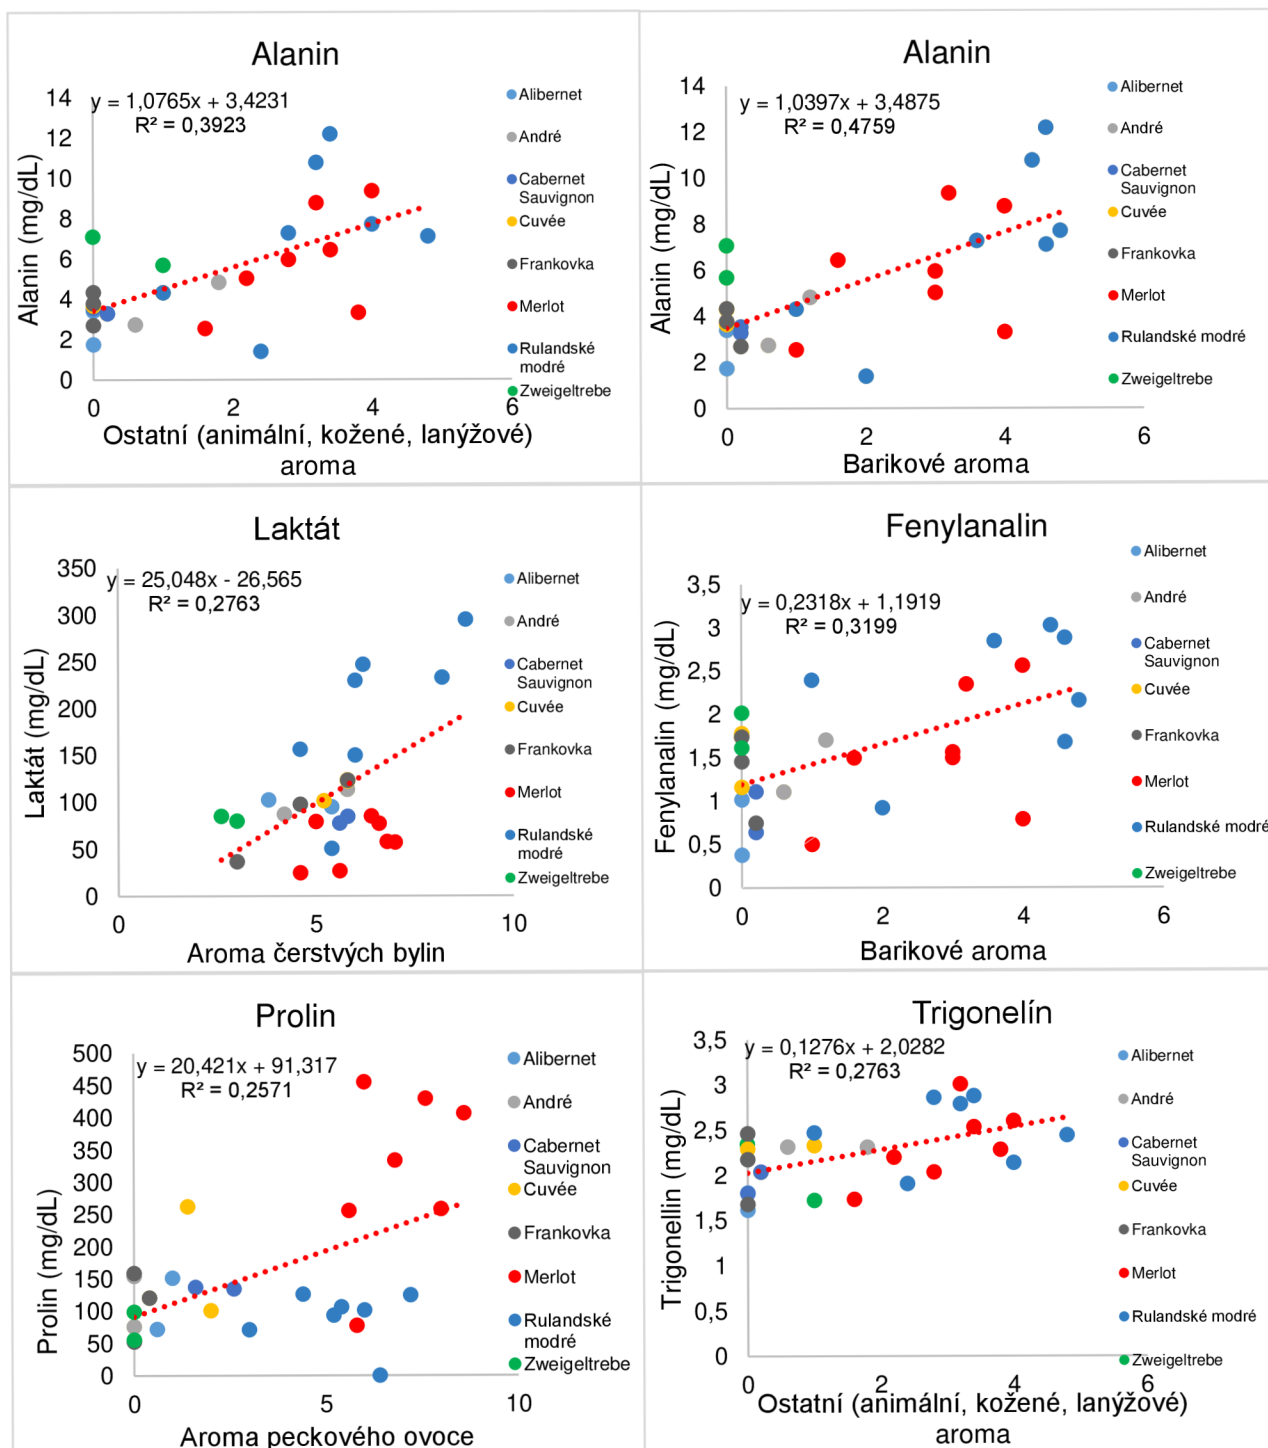 Alanin
y = 1,0765x + 3,4231
R² = 0,3923
Alanin (mg/dL)
14
12
10
8
6
4
2
0
0
2
4
6
Ostatní (animální, kožené, lanýžové)
aroma
Alibernet
André
Cabernet
Sauvignon
Cuvée
Frankovka
Merlot
Rulandské
modré
Zweigeltrebe
Alanin
y = 1,0397x + 3,4875
R² = 0,4759
Alanin (mg/dL)
14
12
10
8
6
4
2
0
0
2
4
6
Barikové aroma
Alibernet
André
Cabernet
Sauvignon
Cuvée
Frankovka
Merlot
Rulandské modré
Zweigeltrebe
Laktát
y = 25,048x - 26,565
R² = 0,2763
Laktát (mg/dL)
350
300
250
200
150
100
50
0
0
5
10
Aroma čerstvých bylin
Alibernet
André
Cabernet
Sauvignon
Cuvée
Frankovka
Merlot
Rulandské
modré
Zweigeltrebe
Fenylanalin
y = 0,2318x + 1,1919
R² = 0,3199
Fenylanalin (mg/dL)
3,5
3
2,5
2
1,5
1
0,5
0
0
2
4
6
Barikové aroma
Alibernet
André
Cabernet
Sauvignon
Cuvée
Frankovka
Merlot
Rulandské modré
Zweigeltrebe
Prolin
y = 20,421x + 91,317
R² = 0,2571
Prolin (mg/dL)
500
450
400
350
300
250
200
150
100
50
0
0
5
10
Aroma peckového ovoce
Alibernet
André
Cabernet
Sauvignon
Cuvée
Frankovka
Merlot
Rulandské
modré
Zweigeltrebe
Trigonelín
y = 0,1276x + 2,0282
R² = 0,2763
Trigonellin (mg/dL)
3,5
3
2,5
2
1,5
1
0,5
0
0
2
4
6
Ostatní (animální, kožené, lanýžové)
aroma
Alibernet
André
Cabernet
Sauvignon
Cuvée
Frankovka
Merlot
Rulandské modré
Zweigeltrebe